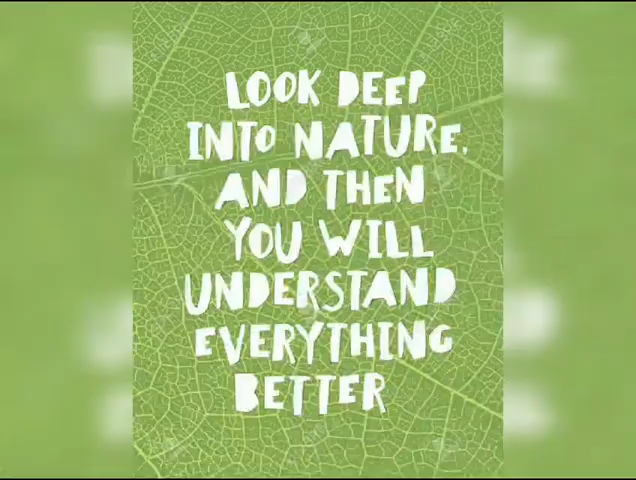 LOOK DEEP
INTO NATURE,
AND THEN
YOU WILL
UNDERSTAND
EVERYTHING
BETTER